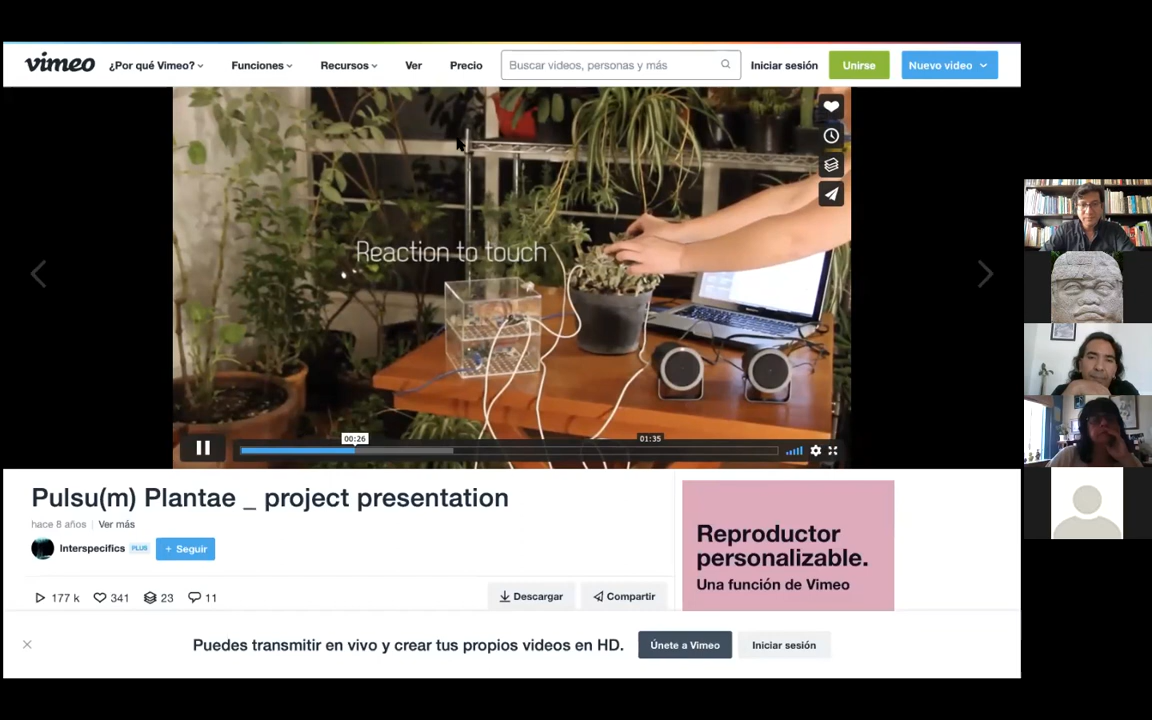 vimeo ¿Por qué Vimeo? Funciones Recursos Ver Precio Buscar videos, personas y más Iniciar sesión Unirse Nuevo video
Reaction to touch
00:26
01:35
Pulsu(m) Plantae _ project presentation
hace 8 años Ver más
Interspecifics PLUS + Seguir
177 k 341 23 11 Descargar Compartir
Reproductor
personalizable.
Una función de Vimeo
Puedes transmitir en vivo y crear tus propios videos en HD. Únete a Vimeo Iniciar sesión